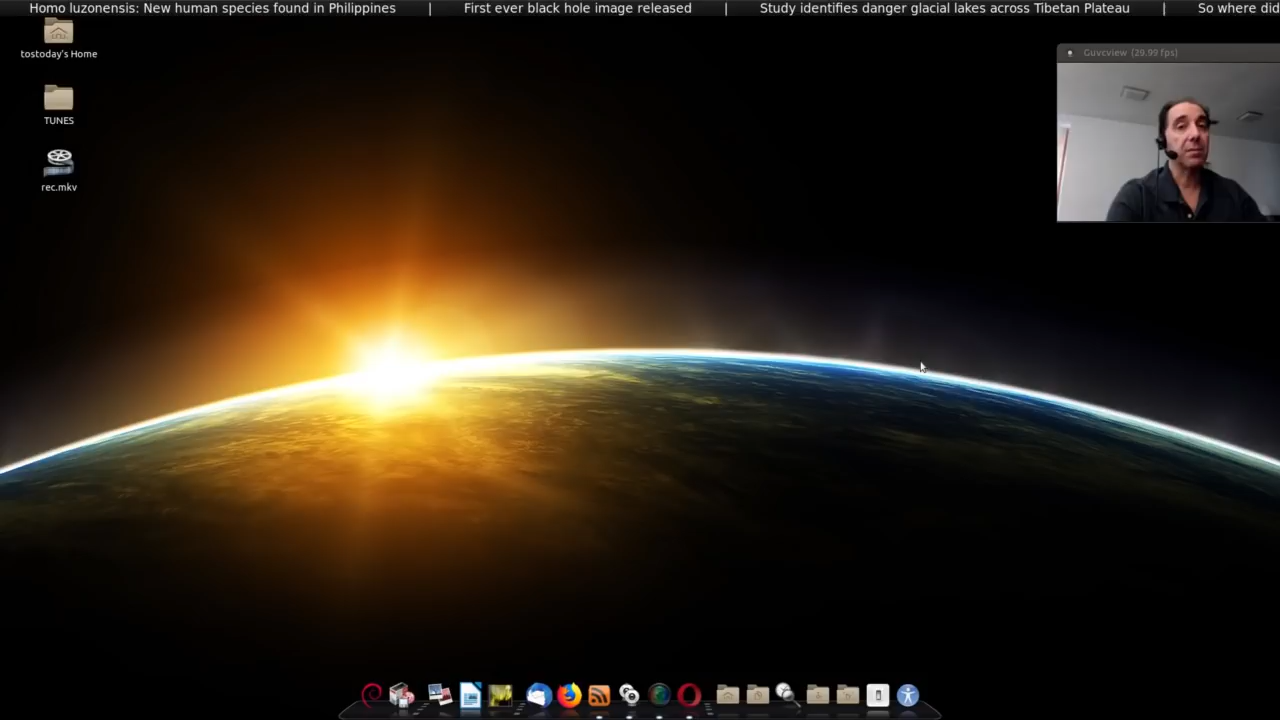 Homo luzonensis: New human species found in Philippines | First ever black hole image released | Study identifies danger glacial lakes across Tibetan Plateau | So where did
Guvcview (29.99 fps)
tostoday's Home
TUNES
rec.mkv